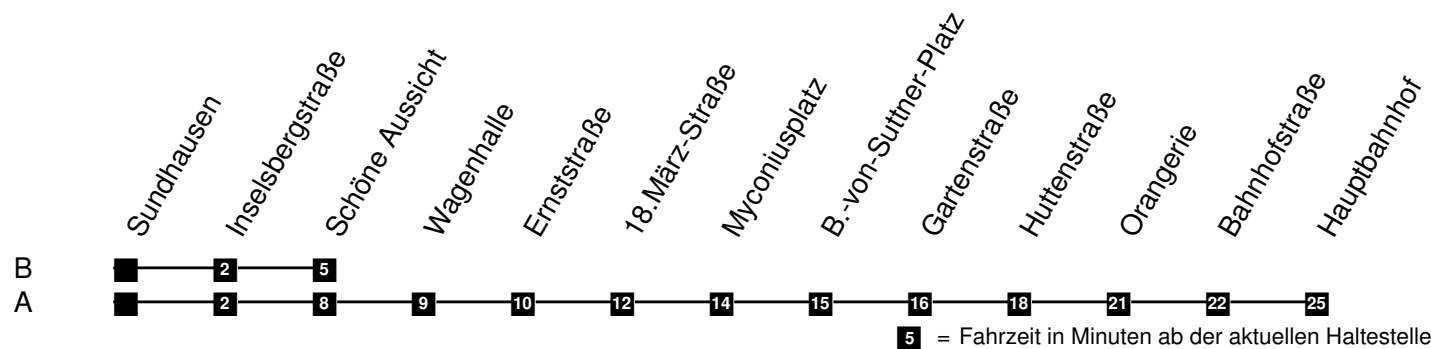 Sundhausen
Inselsbergstraße
Schöne Aussicht
Wagenhalle
Ernststraße
18.März-Straße
Myconiusplatz
B.-von-Suttner-Platz
Gartenstraße
Huttenstraße
Orangerie
Bahnhofstraße
Hauptbahnhof
B 2 5
A 2 8 9 10 12 14 15 16 18 21 22 25
5 = Fahrzeit in Minuten ab der aktuellen Haltestelle